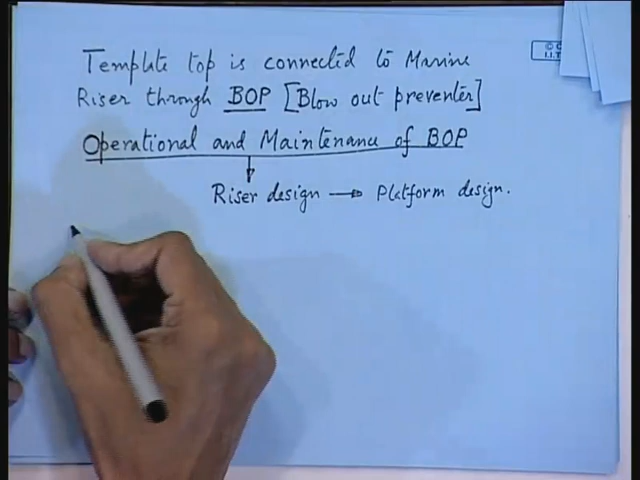 Template top is connected to Marine
Riser through BOP [Blow out preventer]
Operational and Maintenance of BOP
Riser design → Platform design.